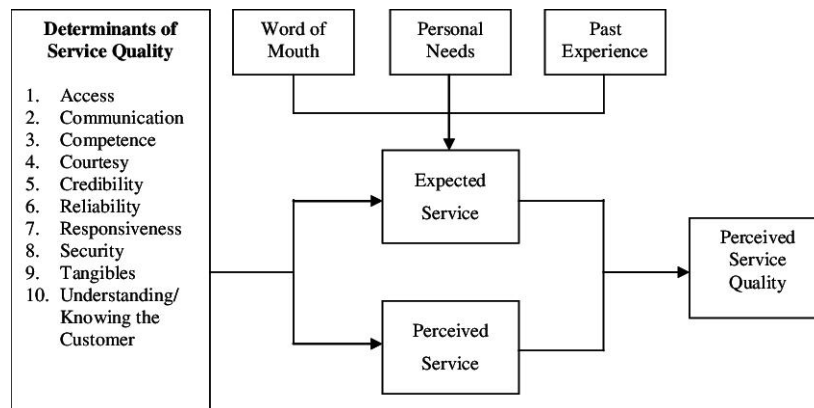 Determinants of
Service Quality
1. Access
2. Communication
3. Competence
4. Courtesy
5. Credibility
6. Reliability
7. Responsiveness
8. Security
9. Tangibles
10. Understanding/
Knowing the
Customer
Word of
Mouth
Personal
Needs
Past
Experience
Expected
Service
Perceived
Service
Perceived
Service
Quality